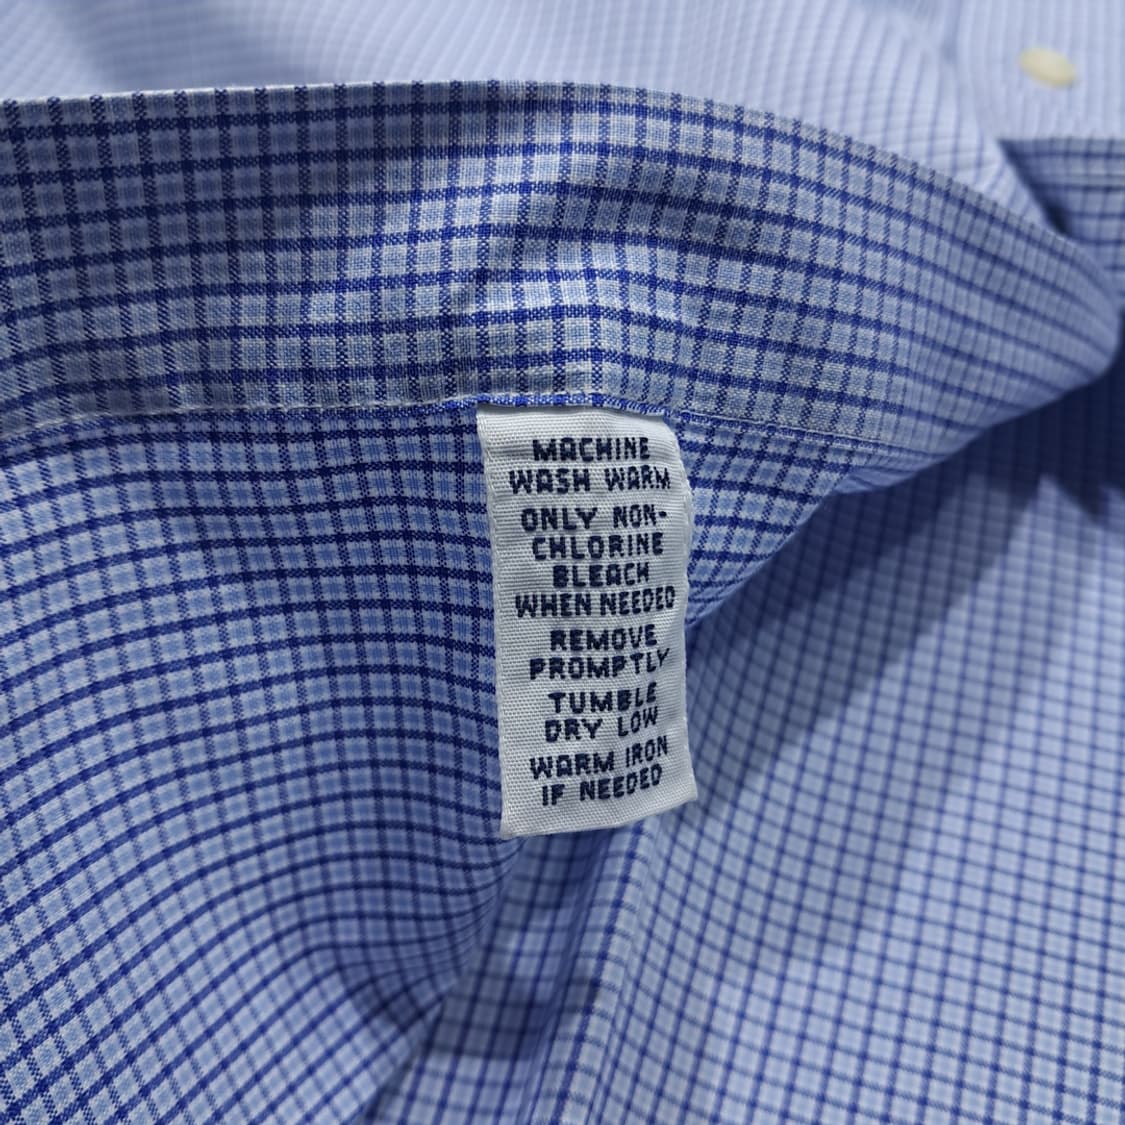 MACHINE
WASH WARM
ONLY NON-
CHLORINE
BLEACH
WHEN NEEDED
REMOVE
PROMPTLY
TUMBLE
DRY LOW
WARM IRON
IF NEEDED